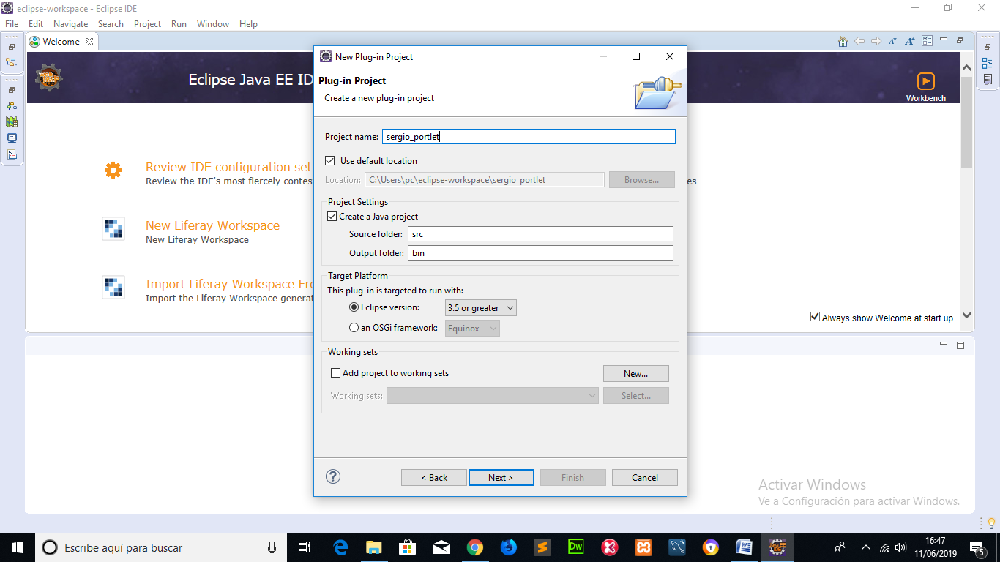 eclipse-workspace - Eclipse IDE
File Edit Navigate Search Project Run Window Help
Welcome
Eclipse Java EE ID
Workbench
Review IDE configuration sett
Review the IDE's most fiercely contes
es
New Liferay Workspace
New Liferay Workspace
Import Liferay Workspace Fro
Import the Liferay Workspace generat
Always show Welcome at start up
New Plug-in Project
Plug-in Project
Create a new plug-in project
Project name: sergio_portlet
Use default location
Location: C:\Users\pc\eclipse-workspace\sergio_portlet Browse...
Project Settings
Create a Java project
Source folder: src
Output folder: bin
Target Platform
This plug-in is targeted to run with:
Eclipse version: 3.5 or greater
an OSGi framework: Equinox
Working sets
Add project to working sets New...
Working sets: Select...
? < Back Next > Finish Cancel
Activar Windows
Ve a Configuración para activar Windows.
Escribe aquí para buscar
Dw
16:47
11/06/2019
5